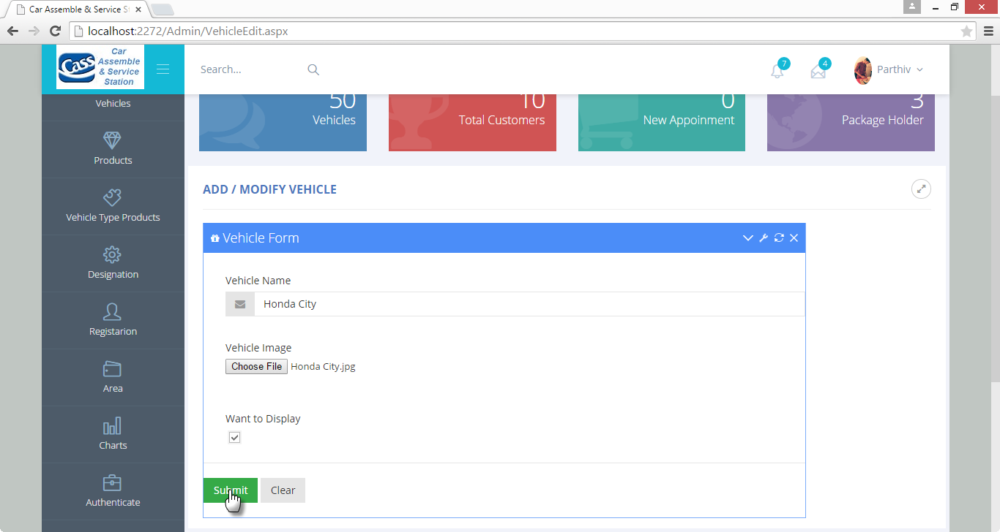 Car Assemble & Service St
localhost:2272/Admin/VehicleEdit.aspx
Cass
Car
Assemble
& Service
Station
Search...
7
4
Parthiv
Vehicles
50
Vehicles
10
Total Customers
0
New Appoinment
3
Package Holder
Products
Vehicle Type Products
Designation
Registarion
Area
Charts
Authenticate
ADD / MODIFY VEHICLE
Vehicle Form
Vehicle Name
Honda City
Vehicle Image
Choose File Honda City.jpg
Want to Display
Submit Clear